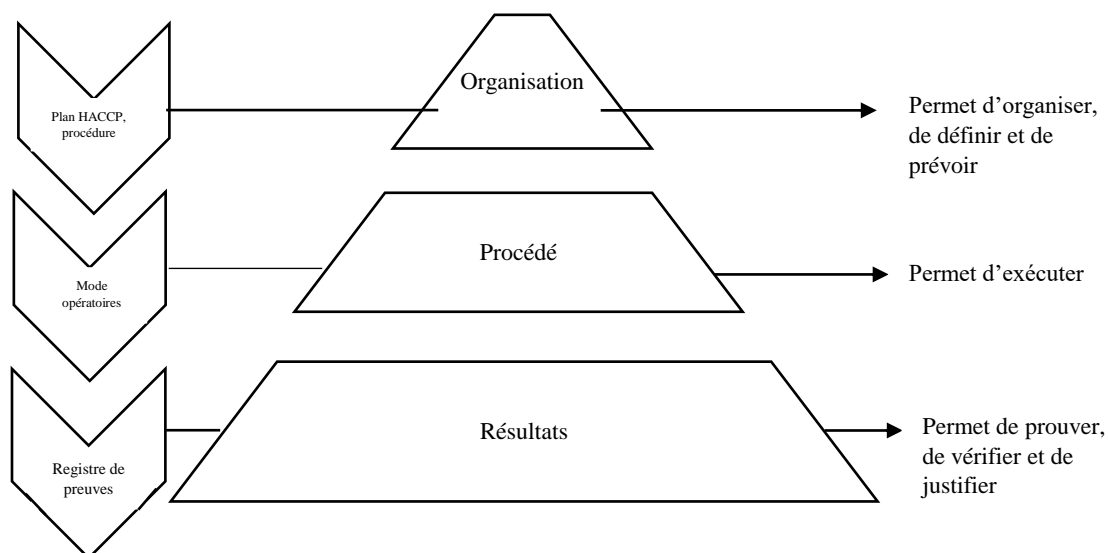 Plan HACCP,
procédure
Organisation
Permet d’organiser,
de définir et de
prévoir
Mode
opératoires
Procédé
Permet d’exécuter
Registre de
preuves
Résultats
Permet de prouver,
de vérifier et de
justifier